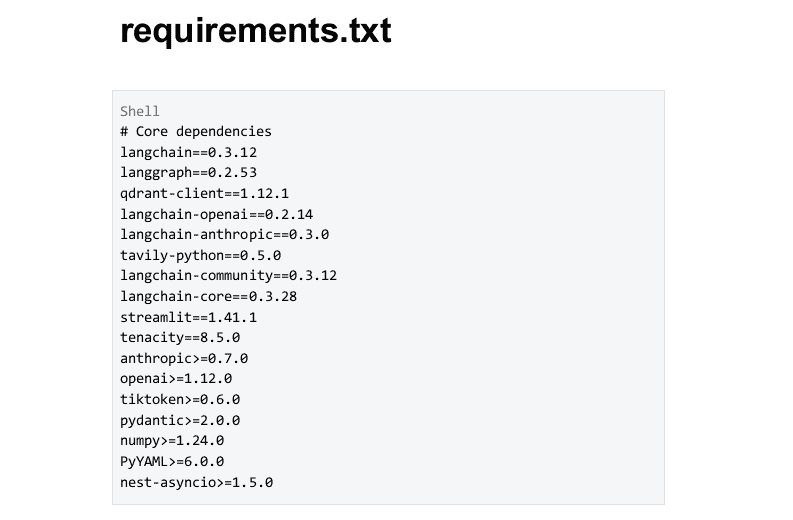 requirements.txt
Shell
# Core dependencies
langchain==0.3.12
langgraph==0.2.53
qdrant-client==1.12.1
langchain-openai==0.2.14
langchain-anthropic==0.3.0
tavily-python==0.5.0
langchain-community==0.3.12
langchain-core==0.3.28
streamlit==1.41.1
tenacity==8.5.0
anthropic>=0.7.0
openai>=1.12.0
tiktoken>=0.6.0
pydantic>=2.0.0
numpy>=1.24.0
PyYAML>=6.0.0
nest-asyncio>=1.5.0